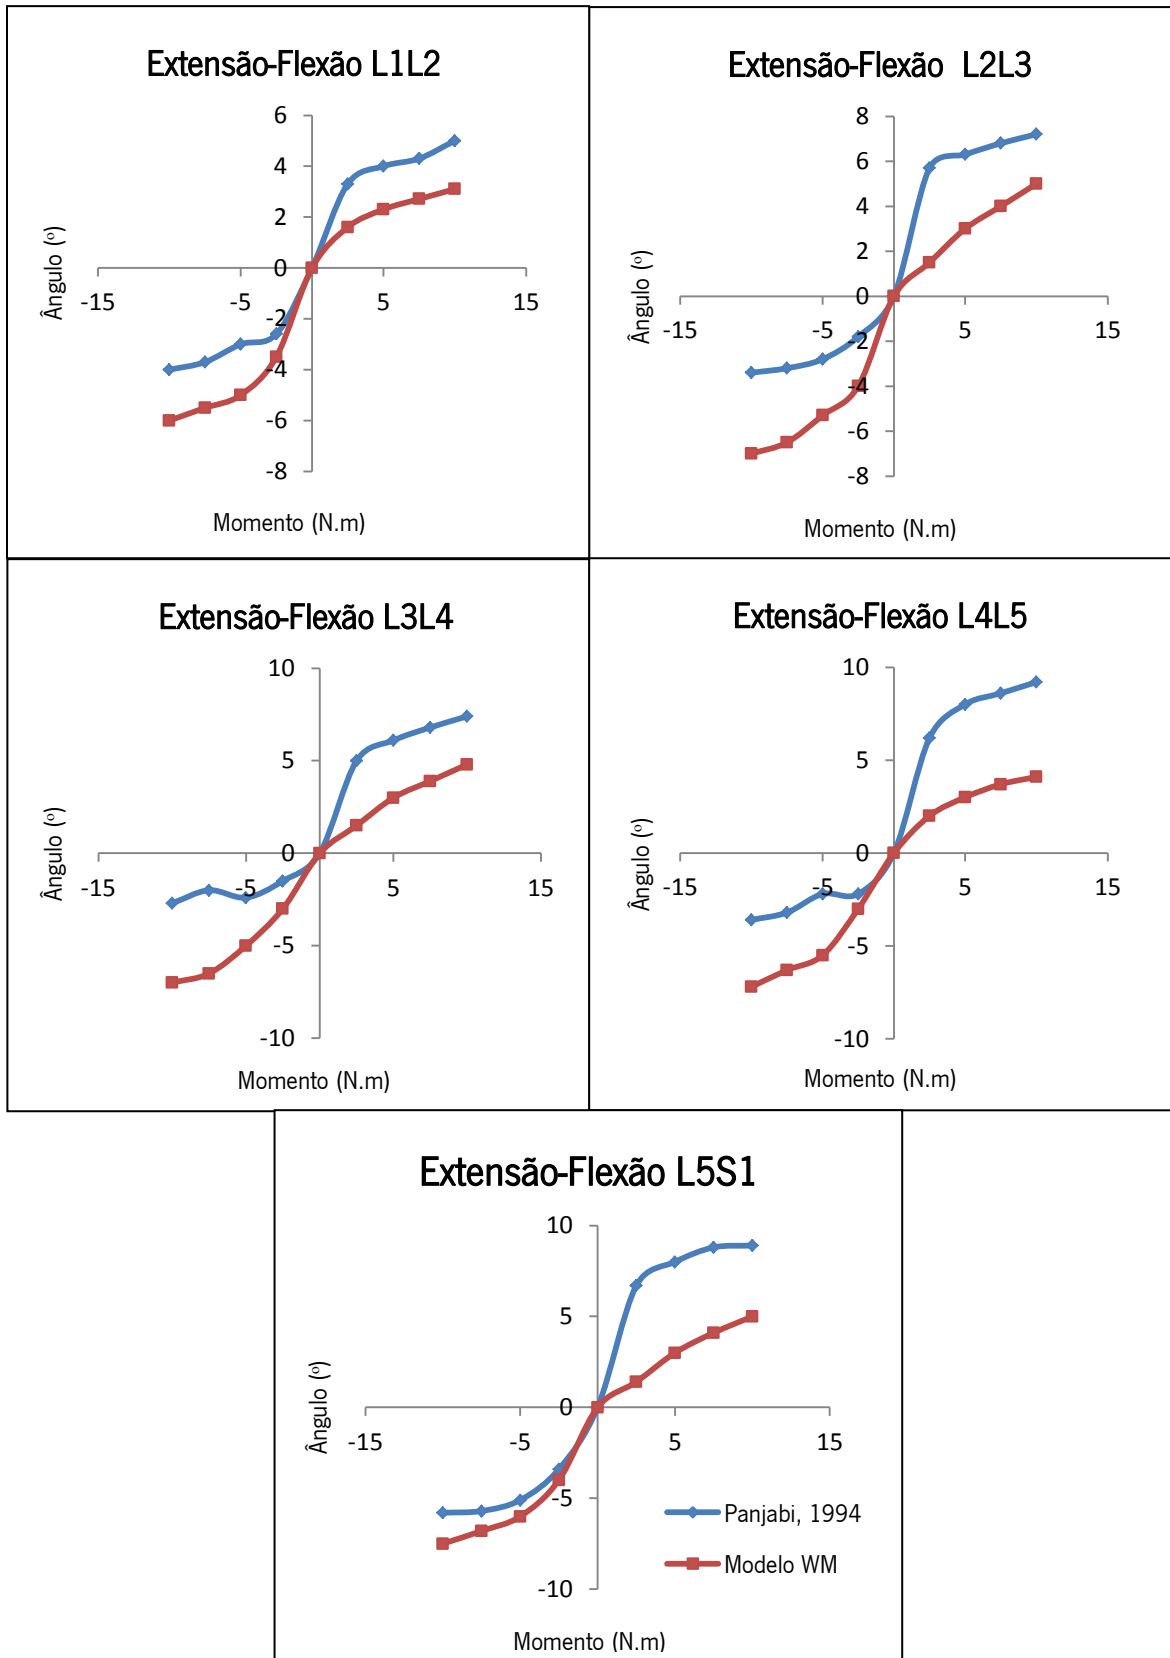 Extensão-Flexão L1L2
6
4
2
0
-15 -5 5 15
-2
-4
-6
-8
Ângulo (º)
Momento (N.m)
Extensão-Flexão L2L3
8
6
4
2
0
-15 -5 5 15
-2
-4
-6
-8
Ângulo (º)
Momento (N.m)
Extensão-Flexão L3L4
10
5
0
-15 -5 5 15
-5
-10
Ângulo (º)
Momento (N.m)
Extensão-Flexão L4L5
10
5
0
-15 -5 5 15
-5
-10
Ângulo (º)
Momento (N.m)
Extensão-Flexão L5S1
10
5
0
-15 -5 5 15
-5
-10
Ângulo (º)
Panjabi, 1994
Modelo WM
Momento (N.m)